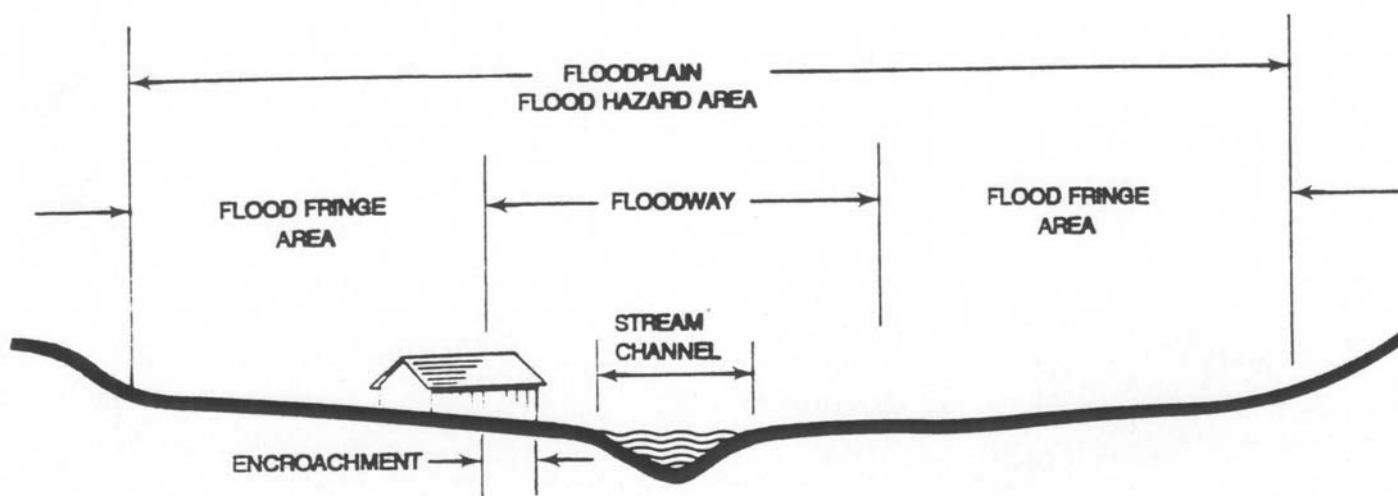 FLOODPLAIN
FLOOD HAZARD AREA
FLOOD FRINGE
AREA
FLOODWAY
FLOOD FRINGE
AREA
STREAM
CHANNEL
ENCROACHMENT